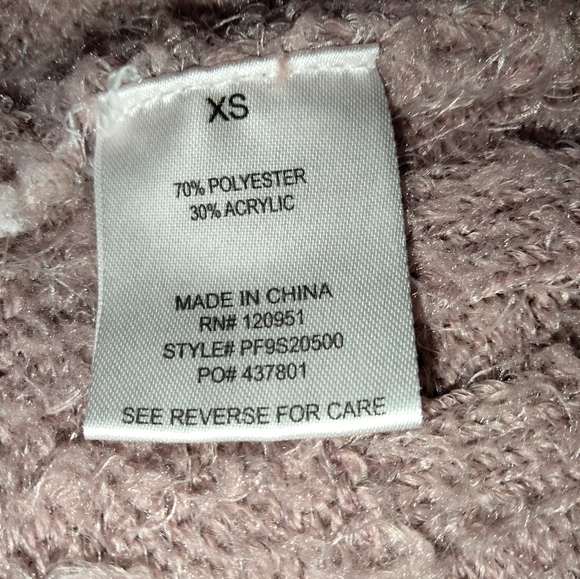 XS
70% POLYESTER
30% ACRYLIC
MADE IN CHINA
RN# 120951
STYLE# PF9S20500
PO# 437801
SEE REVERSE FOR CARE